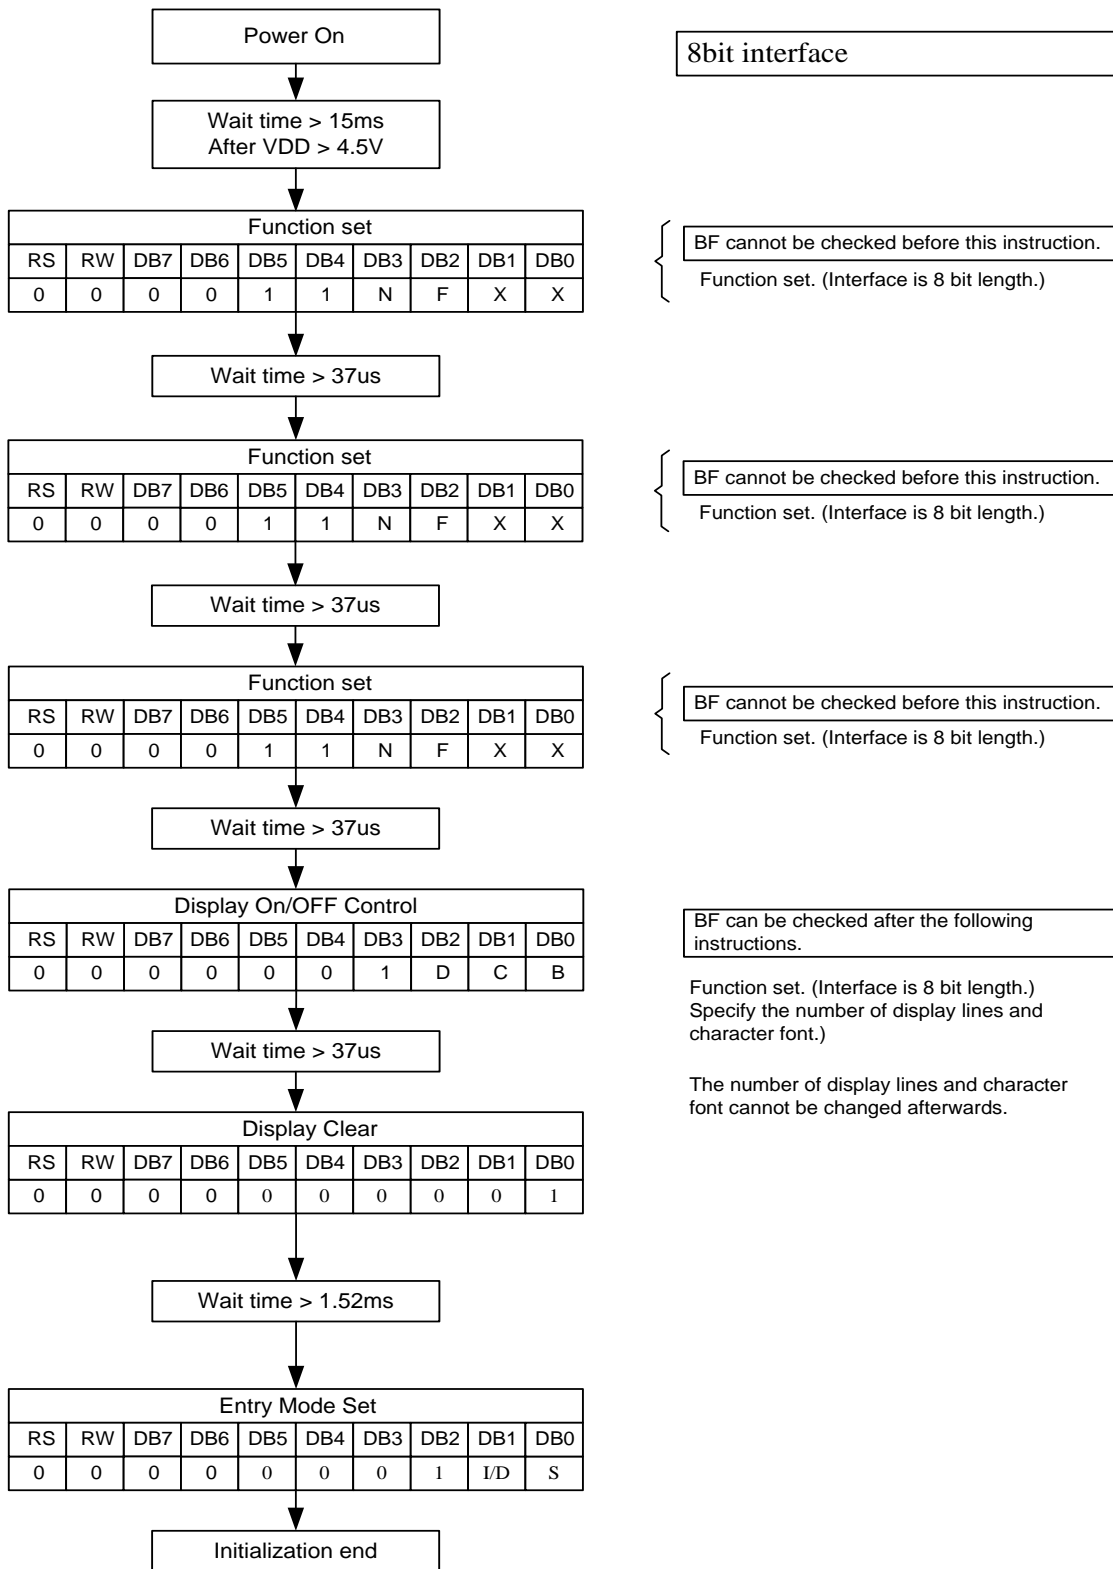 Power On
8bit interface
Wait time > 15ms
After VDD > 4.5V
Function set
RS RW DB7 DB6 DB5 DB4 DB3 DB2 DB1 DB0
0 0 0 0 1 1 N F X X
BF cannot be checked before this instruction.
Function set. (Interface is 8 bit length.)
Wait time > 37us
Function set
RS RW DB7 DB6 DB5 DB4 DB3 DB2 DB1 DB0
0 0 0 0 1 1 N F X X
BF cannot be checked before this instruction.
Function set. (Interface is 8 bit length.)
Wait time > 37us
Function set
RS RW DB7 DB6 DB5 DB4 DB3 DB2 DB1 DB0
0 0 0 0 1 1 N F X X
BF cannot be checked before this instruction.
Function set. (Interface is 8 bit length.)
Wait time > 37us
Display On/OFF Control
RS RW DB7 DB6 DB5 DB4 DB3 DB2 DB1 DB0
0 0 0 0 0 0 1 D C B
BF can be checked after the following
instructions.
Function set. (Interface is 8 bit length.)
Specify the number of display lines and
character font.)
The number of display lines and character
font cannot be changed afterwards.
Wait time > 37us
Display Clear
RS RW DB7 DB6 DB5 DB4 DB3 DB2 DB1 DB0
0 0 0 0 0 0 0 0 0 1
Wait time > 1.52ms
Entry Mode Set
RS RW DB7 DB6 DB5 DB4 DB3 DB2 DB1 DB0
0 0 0 0 0 0 0 1 I/D S
Initialization end